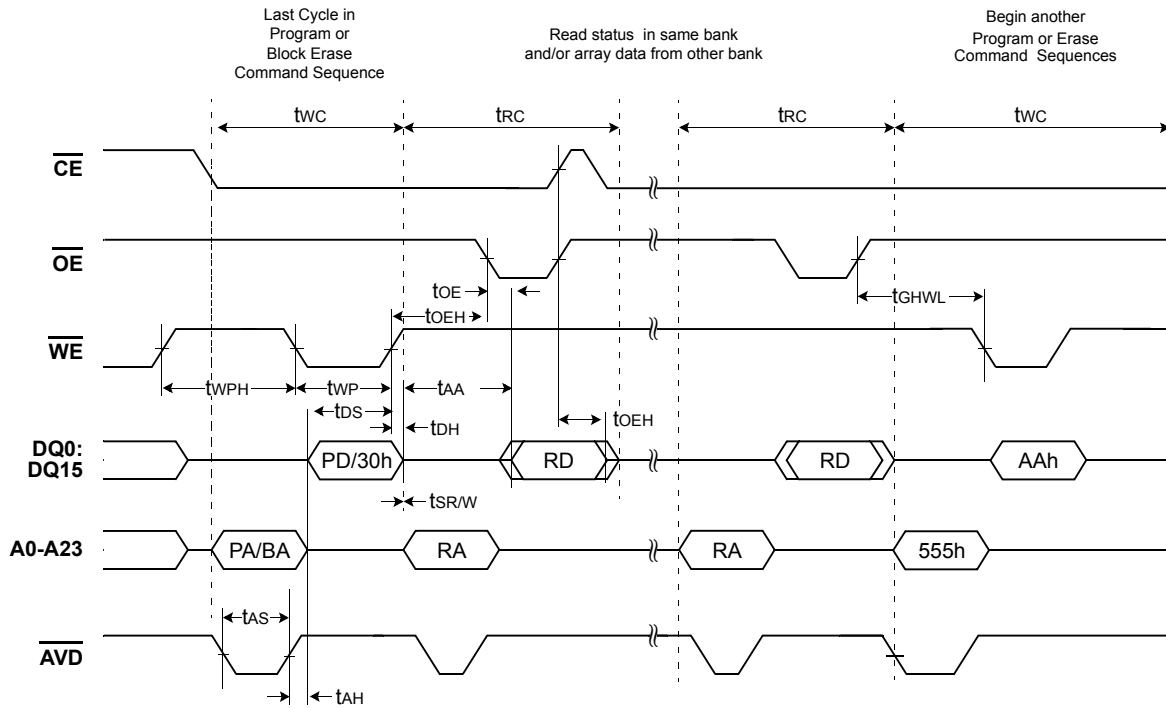 Last Cycle in
Program or
Block Erase
Command Sequence
Read status in same bank
and/or array data from other bank
Begin another
Program or Erase
Command Sequences
tWC
tRC
tRC
tWC
CE
OE
tOE
tOEH
tGHWL
WE
tWPH
tWP
tAA
tDS
tOEH
tDH
DQ0:
DQ15
PD/30h
RD
RD
AAh
tSR/W
A0-A23
PA/BA
RA
RA
555h
tAS
AVD
tAH